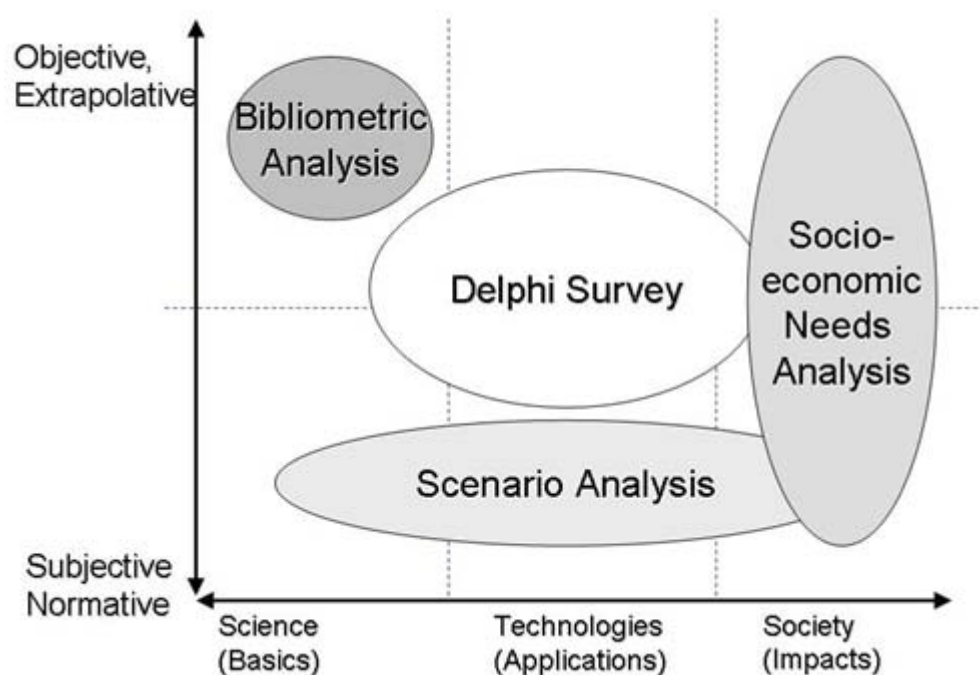 Objective,
Extrapolative
Bibliometric
Analysis
Delphi Survey
Socio-
economic
Needs
Analysis
Scenario Analysis
Subjective
Normative
Science
(Basics)
Technologies
(Applications)
Society
(Impacts)